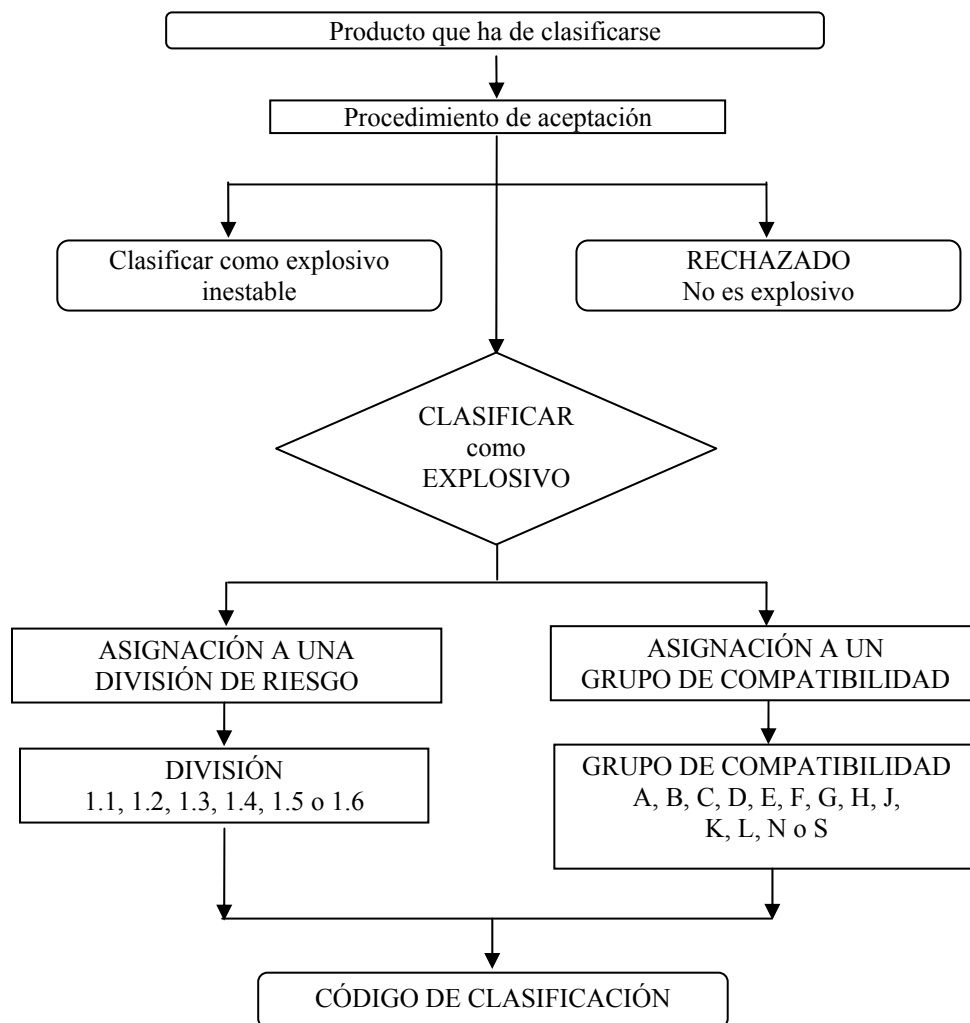 Producto que ha de clasificarse
Procedimiento de aceptación
Clasificar como explosivo
inestable
RECHAZADO
No es explosivo
CLASIFICAR
como
EXPLOSIVO
ASIGNACIÓN A UNA
DIVISIÓN DE RIESGO
ASIGNACIÓN A UN
GRUPO DE COMPATIBILIDAD
DIVISIÓN
1.1, 1.2, 1.3, 1.4, 1.5 o 1.6
GRUPO DE COMPATIBILIDAD
A, B, C, D, E, F, G, H, J,
K, L, N o S
CÓDIGO DE CLASIFICACIÓN